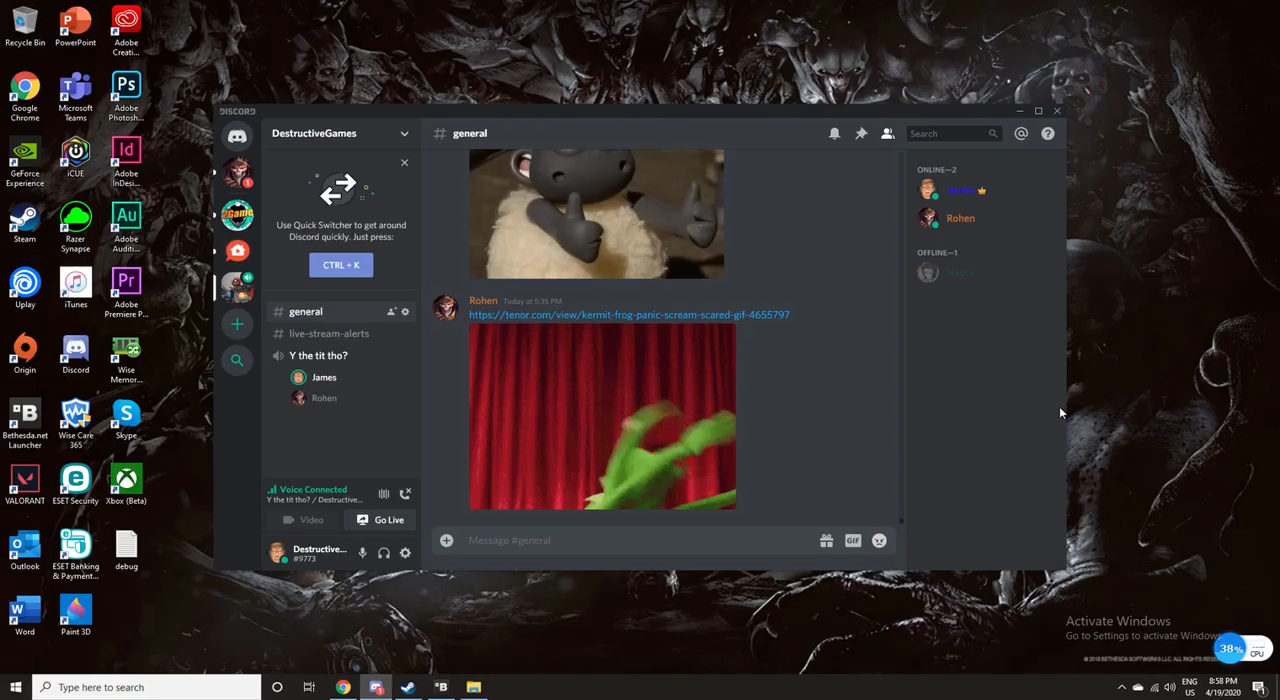 Recycle Bin
PowerPoint
Adobe
Creati...
Google
Chrome
Microsoft
Teams
Ps
Adobe
Photosh...
GeForce
Experience
iCUE
Id
Adobe
InDesi...
Steam
Razer
Synapse
Au
Adobe
Auditi...
Uplay
iTunes
Pr
Adobe
Premiere P...
Origin
Discord
Wise
Memor...
B
Bethesda.net
Launcher
Wise Care
365
Skype
VALORANT
ESET Security
Xbox (Beta)
Outlook
ESET Banking
& Payment...
debug
Word
Paint 3D
DISCORD
DestructiveGames
1
Use Quick Switcher to get around
Discord quickly. Just press:
CTRL + K
# general
# live-stream-alerts
Y the tit tho?
James
Rohen
Voice Connected
Y the tit tho? / Destructive...
Video
Go Live
Destructive...
#9773
# general
Search
Rohen Today at 5:35 PM
https://tenor.com/view/kermit-frog-panic-scream-scared-gif-4655797
Message #general
GIF
ONLINE—2
Rohen
OFFLINE—1
Activate Windows
Go to Settings to activate Windows.
38%
CPU
Type here to search
B
ENG
US
8:58 PM
4/19/2020
1